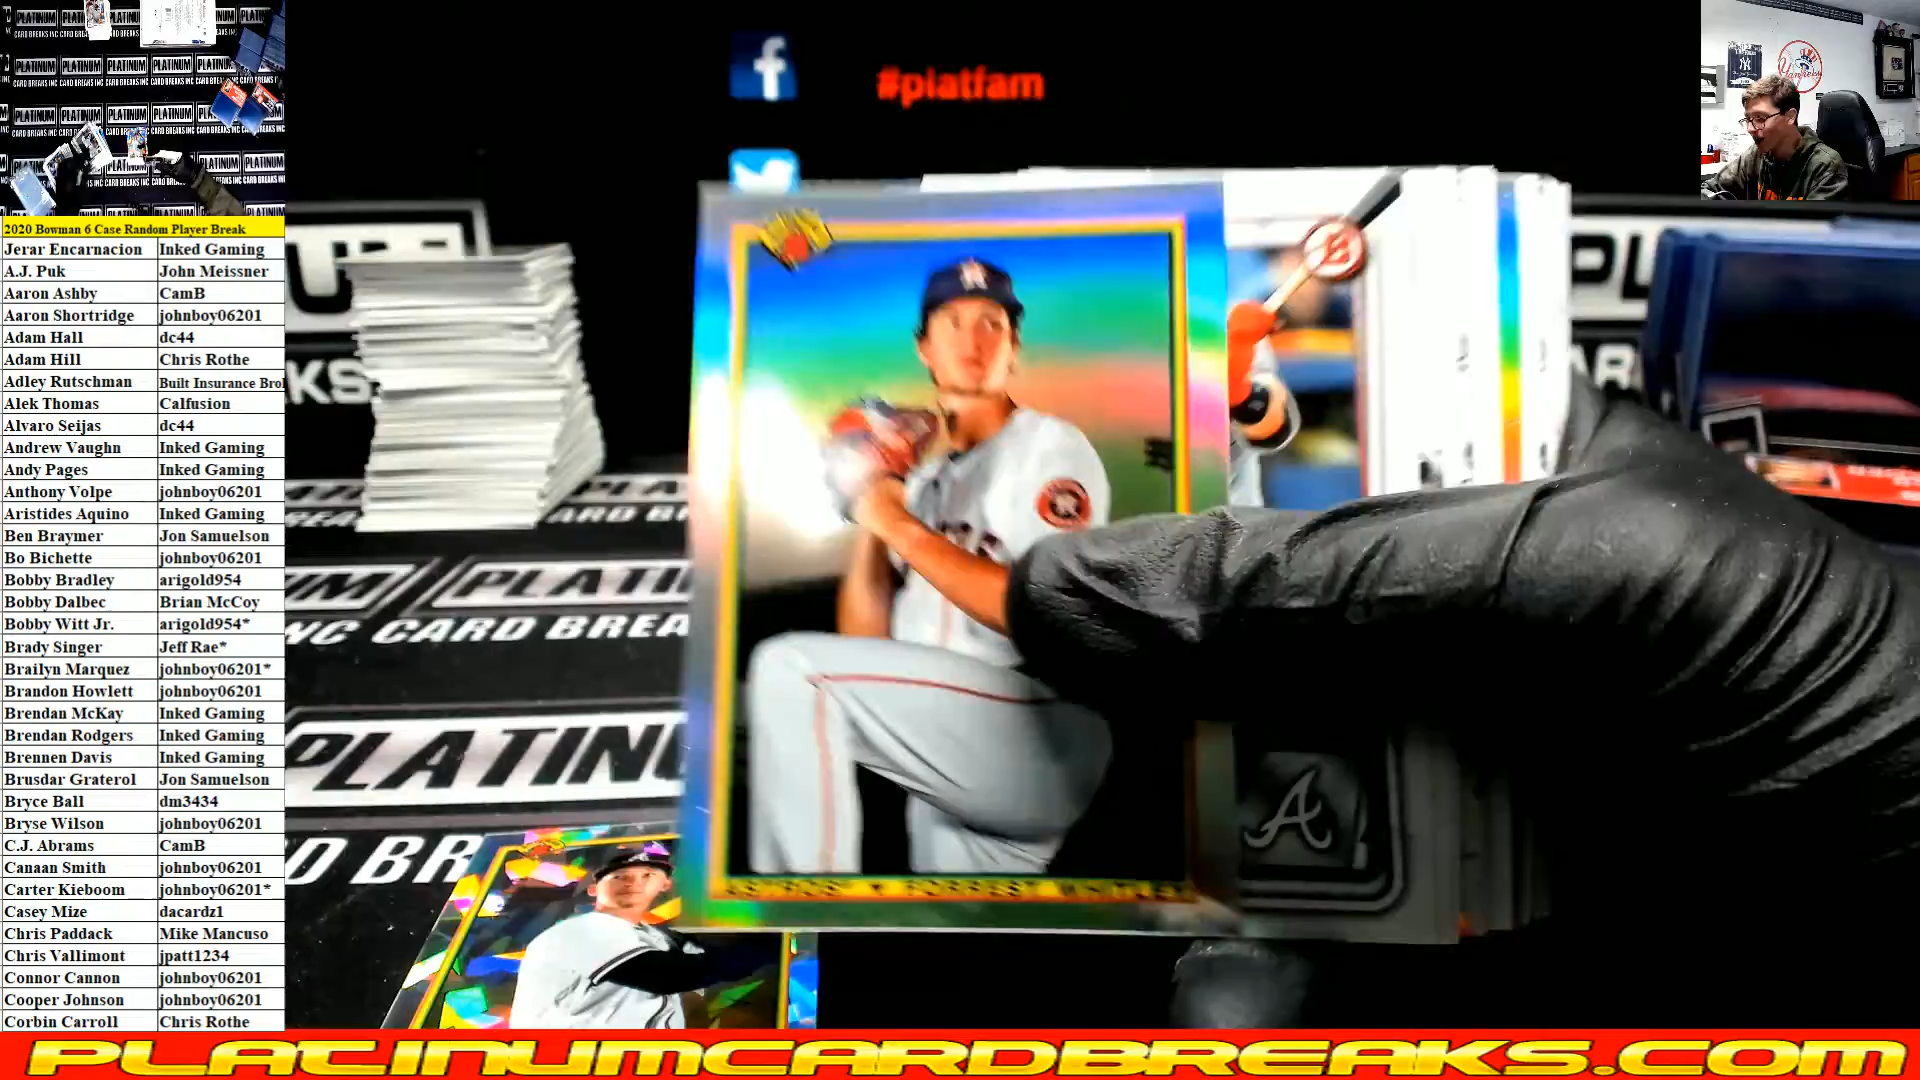 #platfam
2020 Bowman 6 Case Random Player Break
Jerar Encarnacion Inked Gaming
A.J. Puk John Meissner
Aaron Ashby CamB
Aaron Shortridge johnboy06201
Adam Hall dc44
Adam Hill Chris Rothe
Adley Rutschman Built Insurance Bro
Alek Thomas Calfusion
Alvaro Seijas dc44
Andrew Vaughn Inked Gaming
Andy Pages Inked Gaming
Anthony Volpe johnboy06201
Aristides Aquino Inked Gaming
Ben Braymer Jon Samuelson
Bo Bichette johnboy06201
Bobby Bradley arigold954
Bobby Dalbec Brian McCoy
Bobby Witt Jr. arigold954*
Brady Singer Jeff Rae*
Brailyn Marquez johnboy06201*
Brandon Howlett johnboy06201
Brendan McKay Inked Gaming
Brendan Rodgers Inked Gaming
Brennen Davis Inked Gaming
Brusdar Graterol Jon Samuelson
Bryce Ball dm3434
Bryse Wilson johnboy06201
C.J. Abrams CamB
Canaan Smith johnboy06201
Carter Kieboom johnboy06201*
Casey Mize dacardz1
Chris Paddack Mike Mancuso
Chris Vallimont jpatt1234
Connor Cannon johnboy06201
Cooper Johnson johnboy06201
Corbin Carroll Chris Rothe
PLATINUMCARDBREAKS.COM